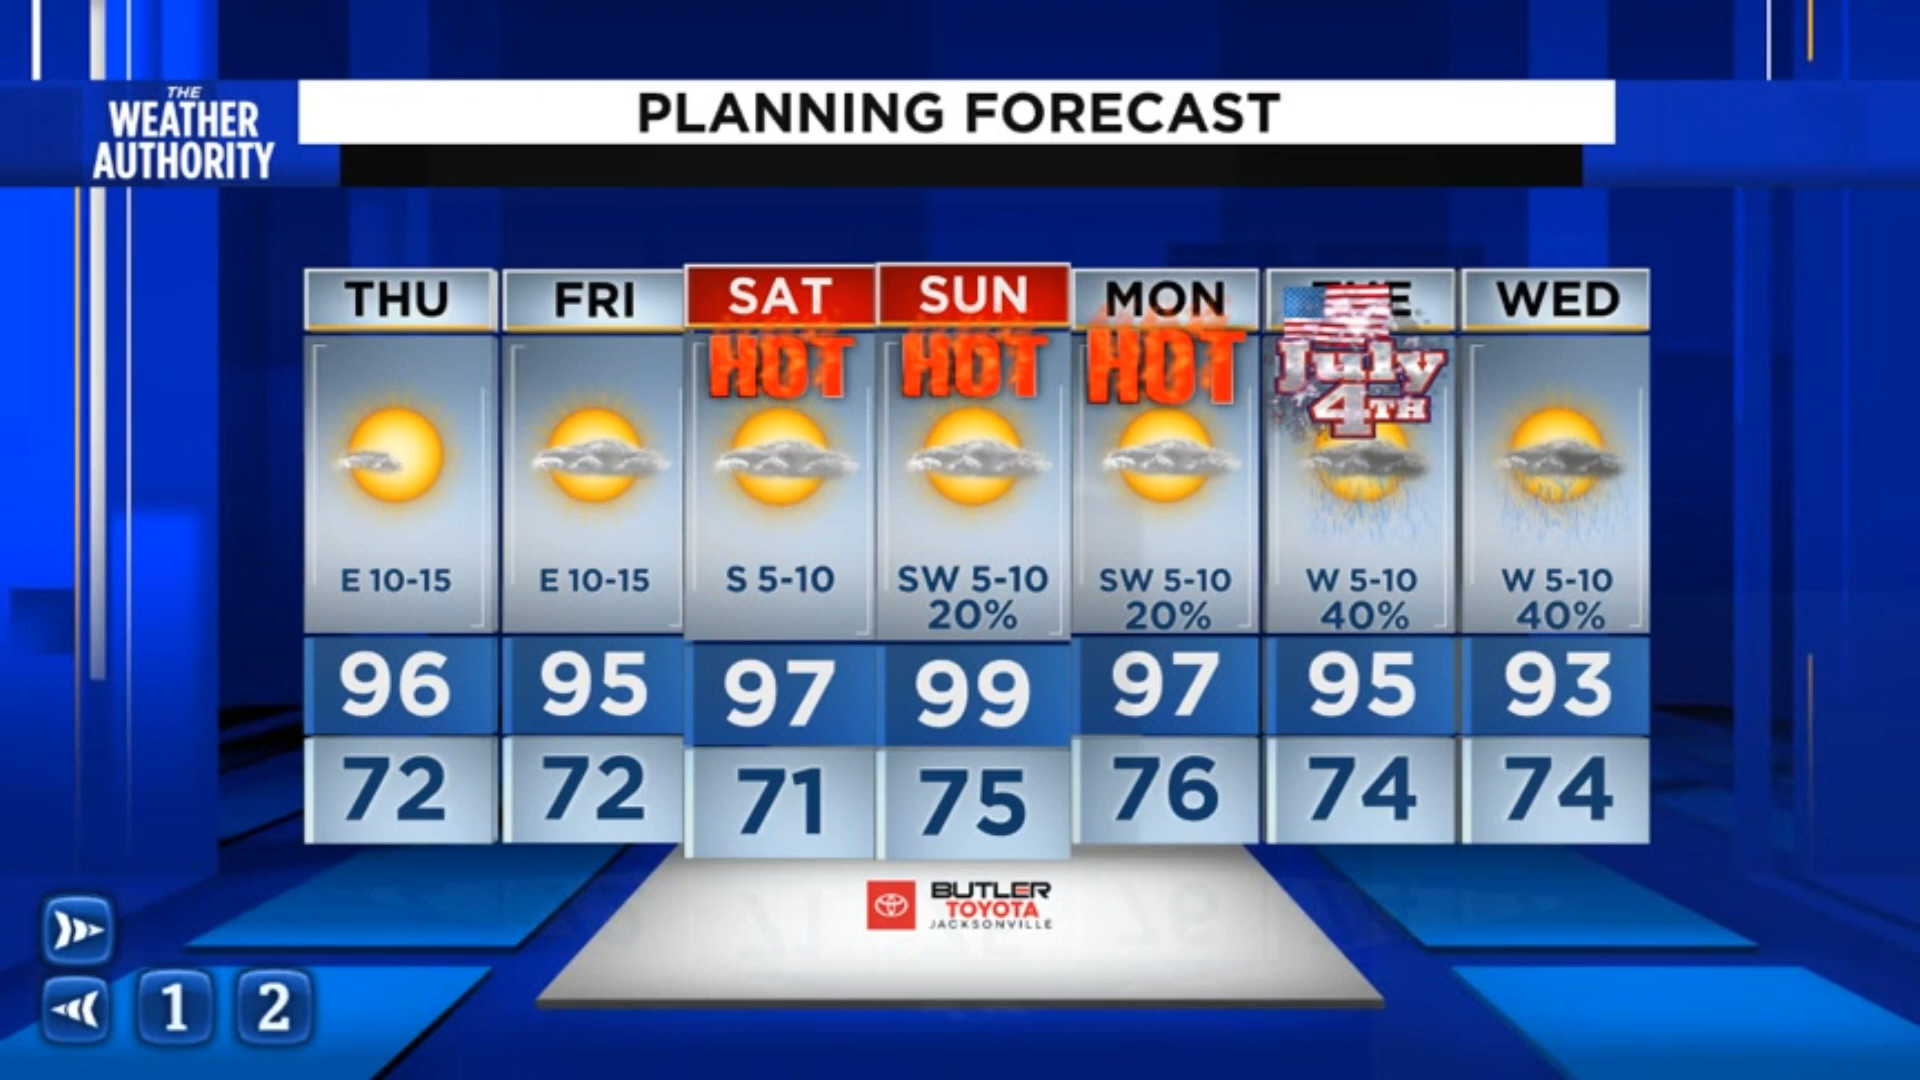 THE
WEATHER
AUTHORITY
PLANNING FORECAST
THU
FRI
SAT
SUN
MON
TUE
WED
HOT
HOT
HOT
July
4TH
E 10-15
E 10-15
S 5-10
SW 5-10
SW 5-10
W 5-10
W 5-10
20%
20%
40%
40%
96
95
97
99
97
95
93
72
72
71
75
76
74
74
BUTLER
TOYOTA
JACKSONVILLE
1
2